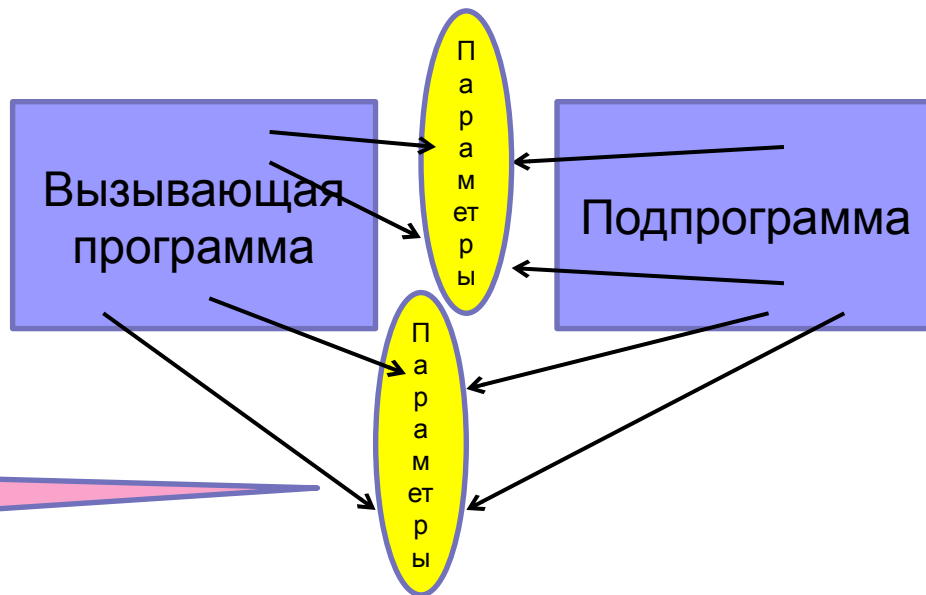 Вызывающая
программа
П
а
р
а
м
ет
р
ы
Подпрограмма
П
а
р
а
м
ет
р
ы